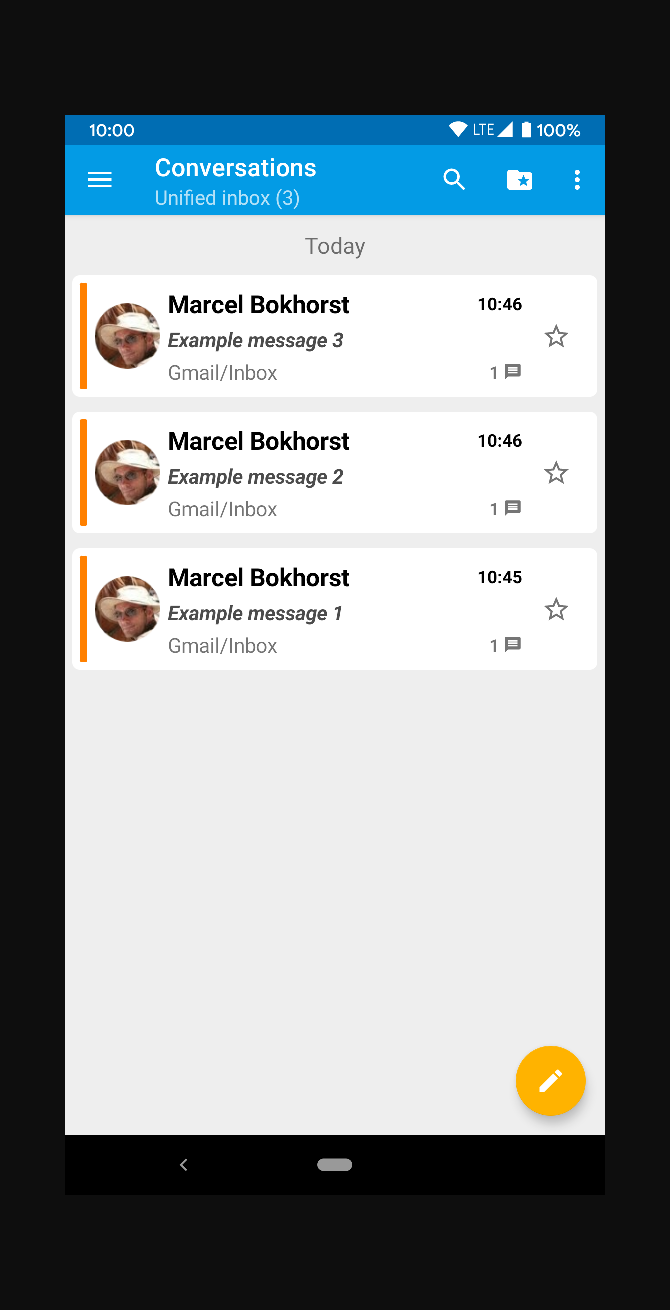 10:00 LTE 100%
Conversations
Unified inbox (3)
Today
Marcel Bokhorst 10:46
Example message 3
Gmail/Inbox 1
Marcel Bokhorst 10:46
Example message 2
Gmail/Inbox 1
Marcel Bokhorst 10:45
Example message 1
Gmail/Inbox 1